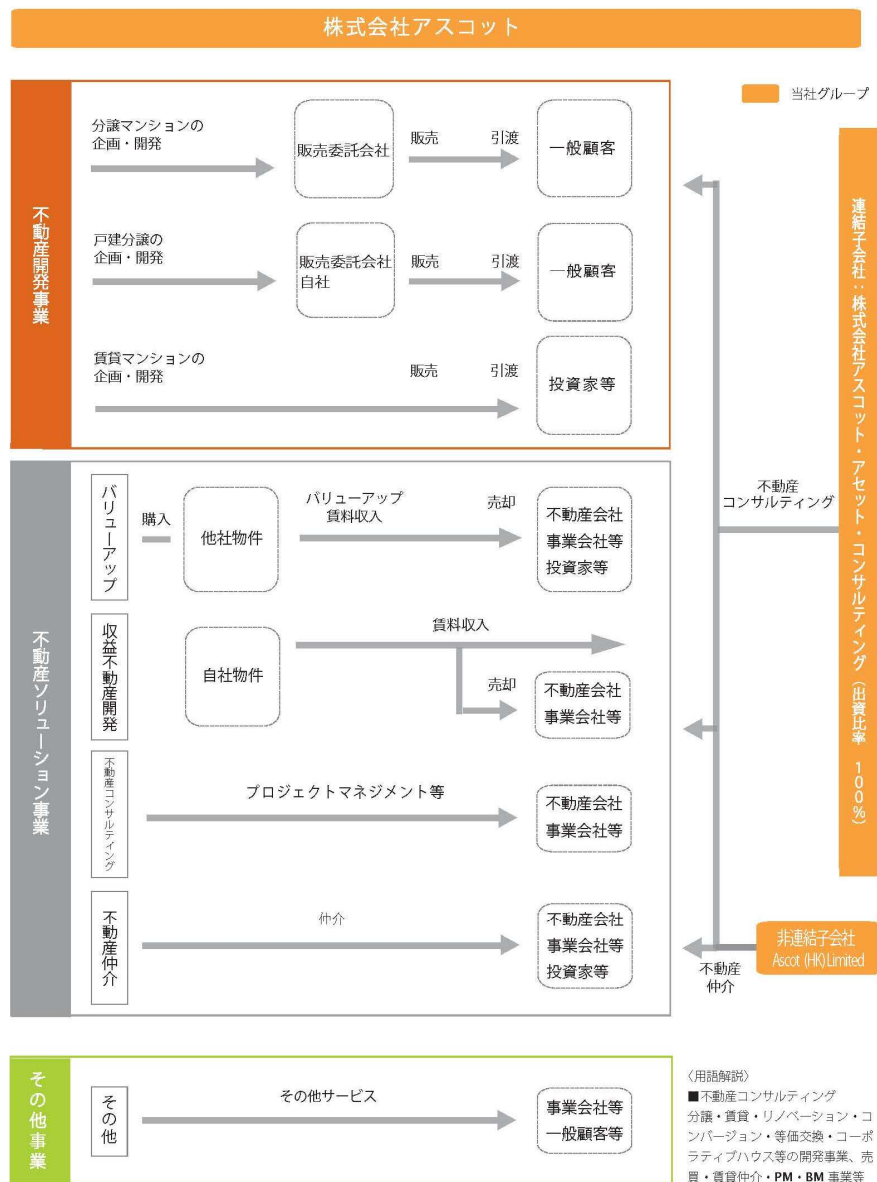 株式会社アスコット
当社グループ
不動産開発事業
分譲マンションの
企画・開発
販売委託会社
販売
引渡
一般顧客
戸建分譲の
企画・開発
販売委託会社
自社
販売
引渡
一般顧客
賃貸マンションの
企画・開発
販売
引渡
投資家等
不動産ソリューション事業
バリューアップ
購入
他社物件
バリューアップ
賃料収入
売却
不動産会社
事業会社等
投資家等
収益不動産開発
自社物件
賃料収入
売却
不動産会社
事業会社等
不動産コンサルティング
プロジェクトマネジメント等
不動産会社
事業会社等
不動産仲介
仲介
不動産会社
事業会社等
投資家等
連結子会社：株式会社アスコット・アセット・コンサルティング（出資比率 100%）
不動産
コンサルティング
非連結子会社
Ascot (HK) Limited
不動産
仲介
その他事業
その他
その他サービス
事業会社等
一般顧客等
〈用語解説〉
■不動産コンサルティング
分譲・賃貸・リノベーション・コ
ンバージョン・等価交換・コーポ
ラティブハウス等の開発事業、売
買・賃貸仲介・PM・BM 事業等